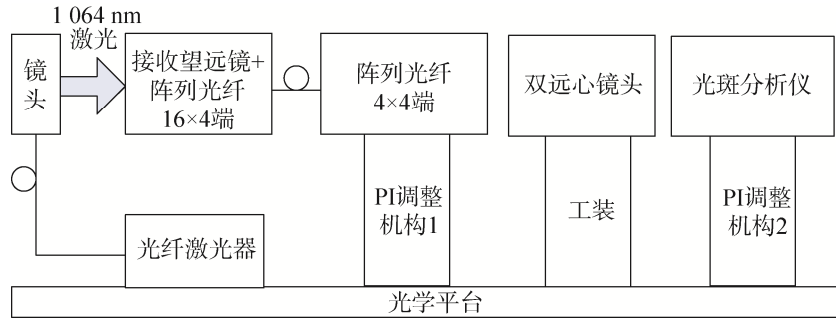 1 064 nm
激光
镜
头
接收望远镜+
阵列光纤
16×4端
阵列光纤
4×4端
双远心镜头
光斑分析仪
PI调整
机构1
工装
PI调整
机构2
光纤激光器
光学平台